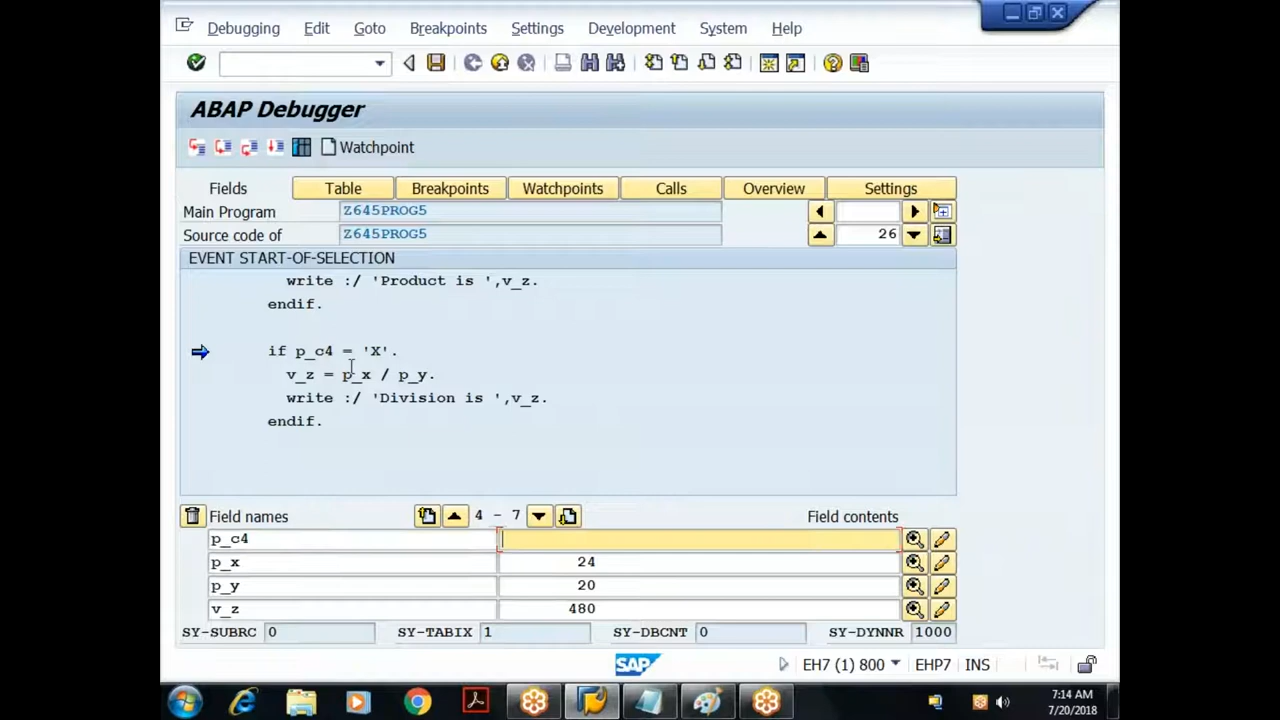 Debugging Edit Goto Breakpoints Settings Development System Help
ABAP Debugger
Watchpoint
Fields Table Breakpoints Watchpoints Calls Overview Settings
Main Program Z645PROG5
Source code of Z645PROG5 26
EVENT START-OF-SELECTION
write :/ 'Product is ',v_z.
endif.
if p_c4 = 'X'.
v_z = p_x / p_y.
write :/ 'Division is ',v_z.
endif.
Field names 4 - 7 Field contents
p_c4
p_x 24
p_y 20
v_z 480
SY-SUBRC 0 SY-TABIX 1 SY-DBCNT 0 SY-DYNNR 1000
SAP EH7 (1) 800 EHP7 INS
7:14 AM
7/20/2018